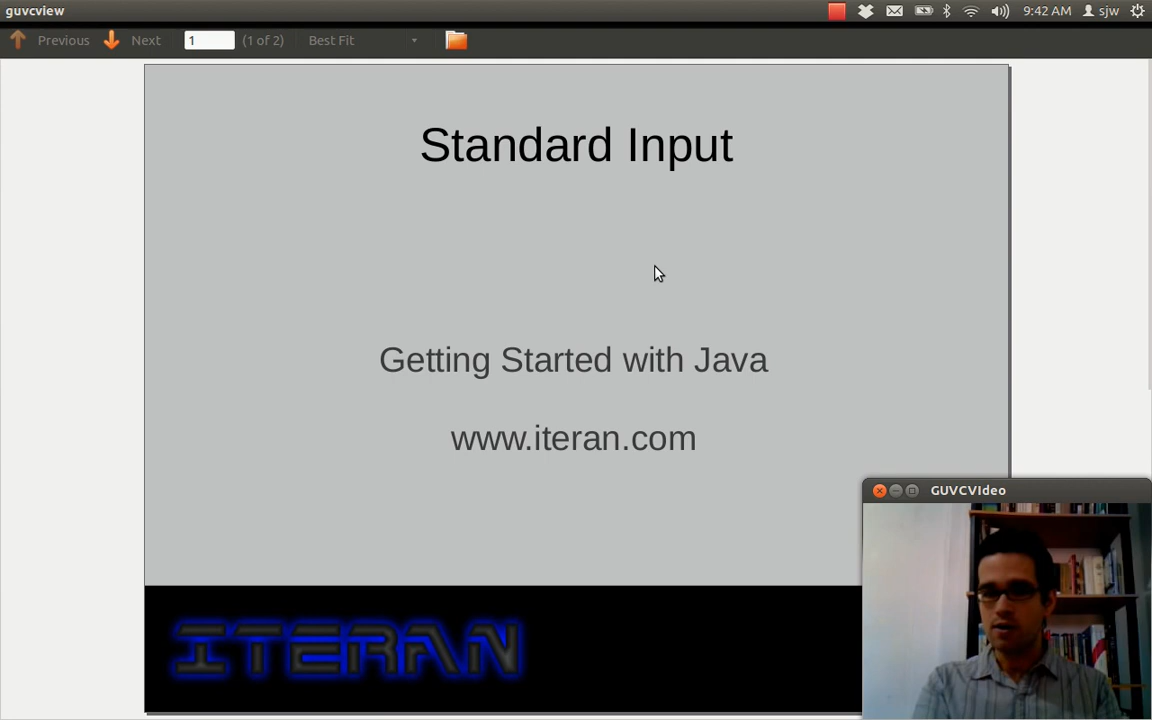 guvcview
9:42 AM sjw
Previous Next 1 (1 of 2) Best Fit
Standard Input
Getting Started with Java
www.iteran.com
GUVCVIdeo
ITERAN